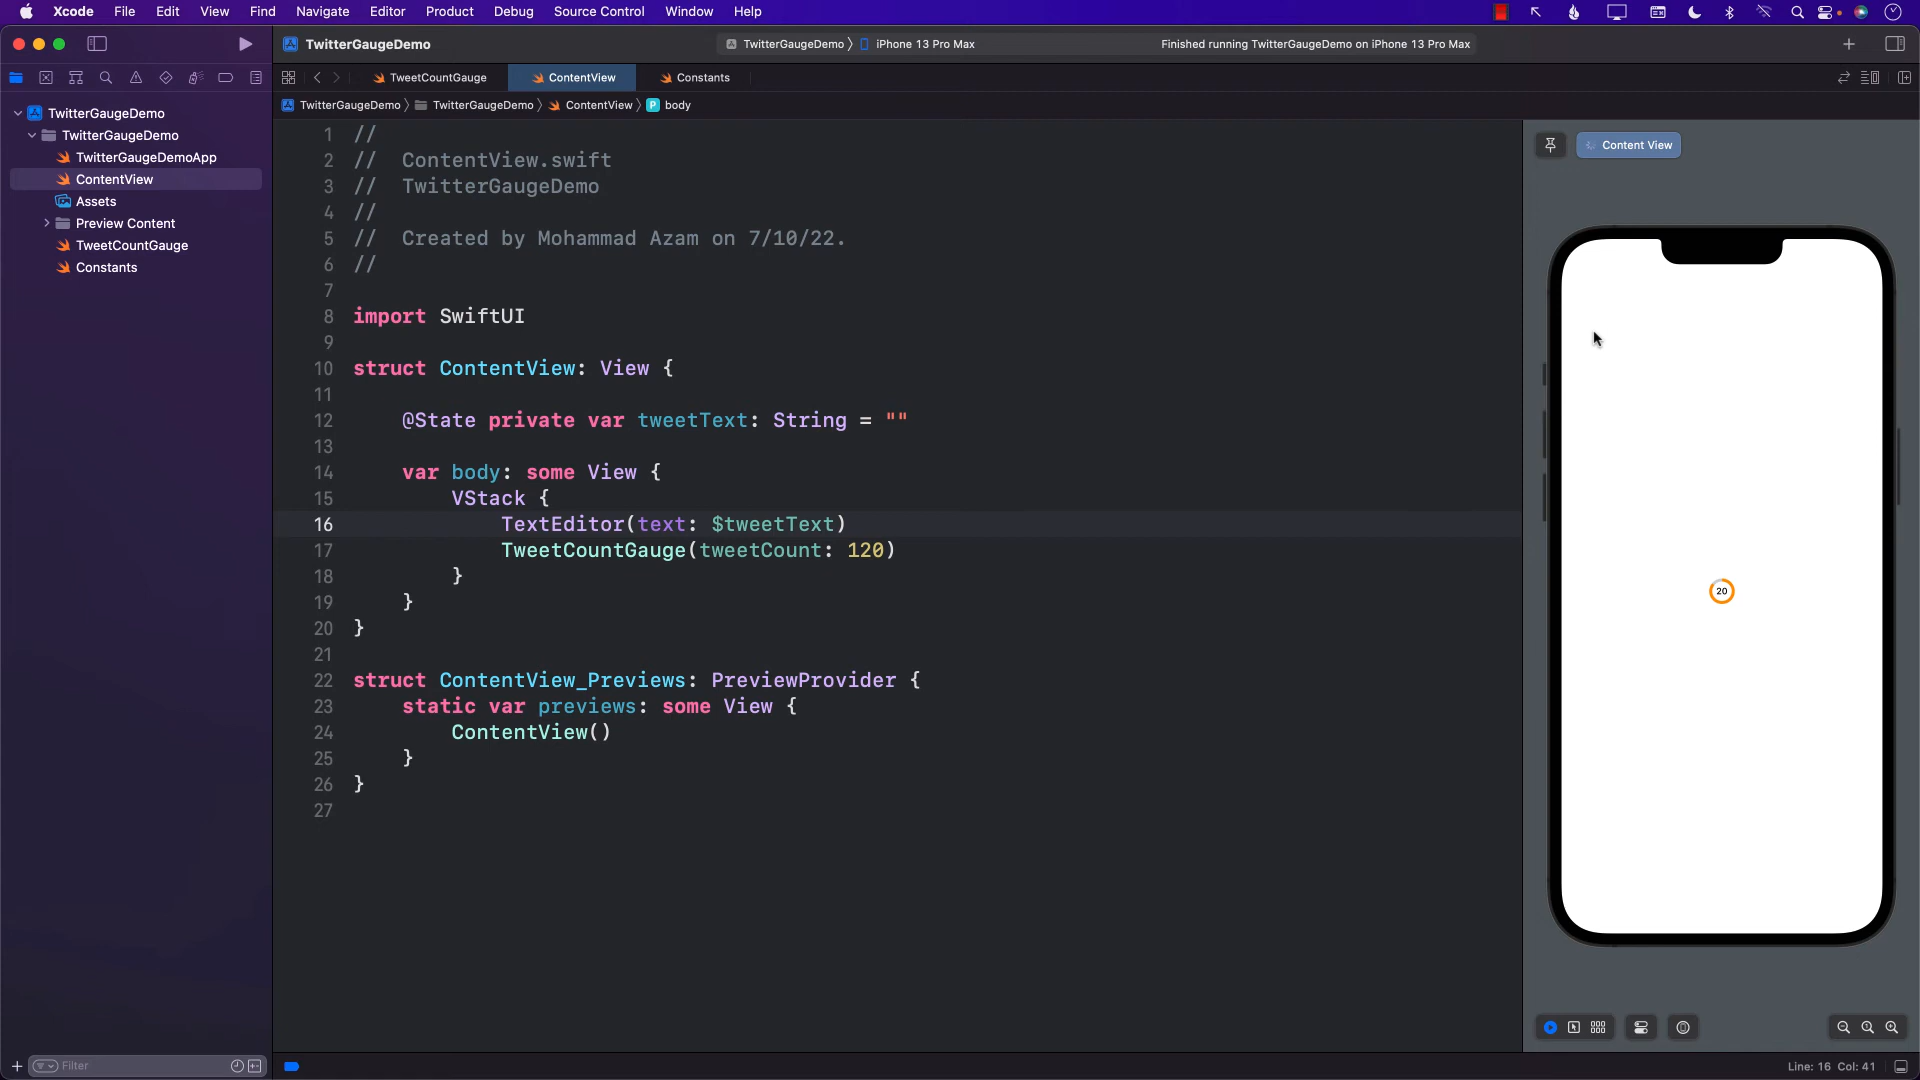 Xcode File Edit View Find Navigate Editor Product Debug Source Control Window Help
TwitterGaugeDemo
TwitterGaugeDemo iPhone 13 Pro Max
Finished running TwitterGaugeDemo on iPhone 13 Pro Max
TweetCountGauge ContentView Constants
TwitterGaugeDemo TwitterGaugeDemo ContentView P body
TwitterGaugeDemo
TwitterGaugeDemo
TwitterGaugeDemoApp
ContentView
Assets
Preview Content
TweetCountGauge
Constants
1 //
2 //  ContentView.swift
3 //  TwitterGaugeDemo
4 //
5 //  Created by Mohammad Azam on 7/10/22.
6 //
7
8 import SwiftUI
9
10 struct ContentView: View {
11
12     @State private var tweetText: String = ""
13
14     var body: some View {
15         VStack {
16             TextEditor(text: $tweetText)
17             TweetCountGauge(tweetCount: 120)
18         }
19     }
20 }
21
22 struct ContentView_Previews: PreviewProvider {
23     static var previews: some View {
24         ContentView()
25     }
26 }
27
Content View
20
Filter
Line: 16 Col: 41